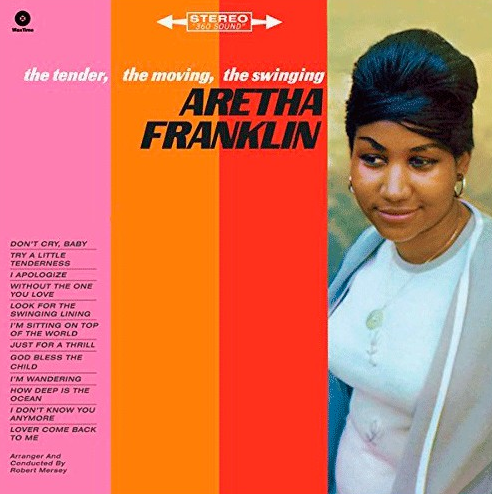 STEREO
"360 SOUND"
WaxTime
the tender, the moving, the swinging
ARETHA
FRANKLIN
DON'T CRY, BABY
TRY A LITTLE
TENDERNESS
I APOLOGIZE
WITHOUT THE ONE
YOU LOVE
LOOK FOR THE
SWINGING LINING
I'M SITTING ON TOP
OF THE WORLD
JUST FOR A THRILL
GOD BLESS THE
CHILD
I'M WANDERING
HOW DEEP IS THE
OCEAN
I DON'T KNOW YOU
ANYMORE
LOVER COME BACK
TO ME
Arranger And
Conducted By
Robert Mersey